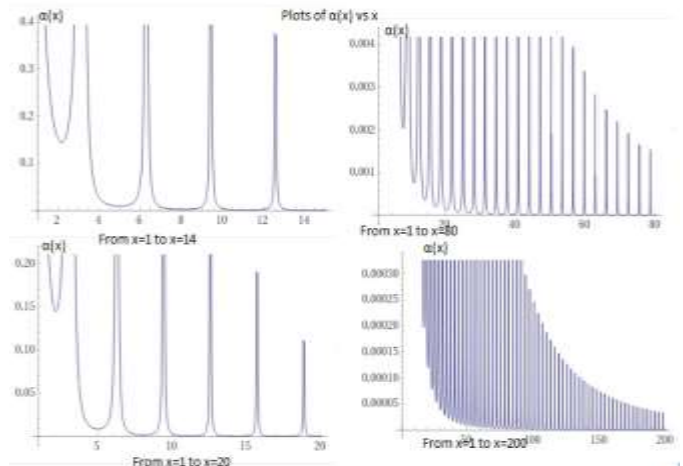 Plots of α(x) vs x
α(x)
0.4
0.3
0.2
0.1
2 4 6 8 10 12 14
From x=1 to x=14
α(x)
0.004
0.003
0.002
0.001
20 40 60 80
From x=1 to x=80
α(x)
0.20
0.15
0.10
0.05
5 10 15 20
From x=1 to x=20
α(x)
0.00030
0.00025
0.00020
0.00015
0.00010
0.00005
100 150 200
From x=1 to x=200